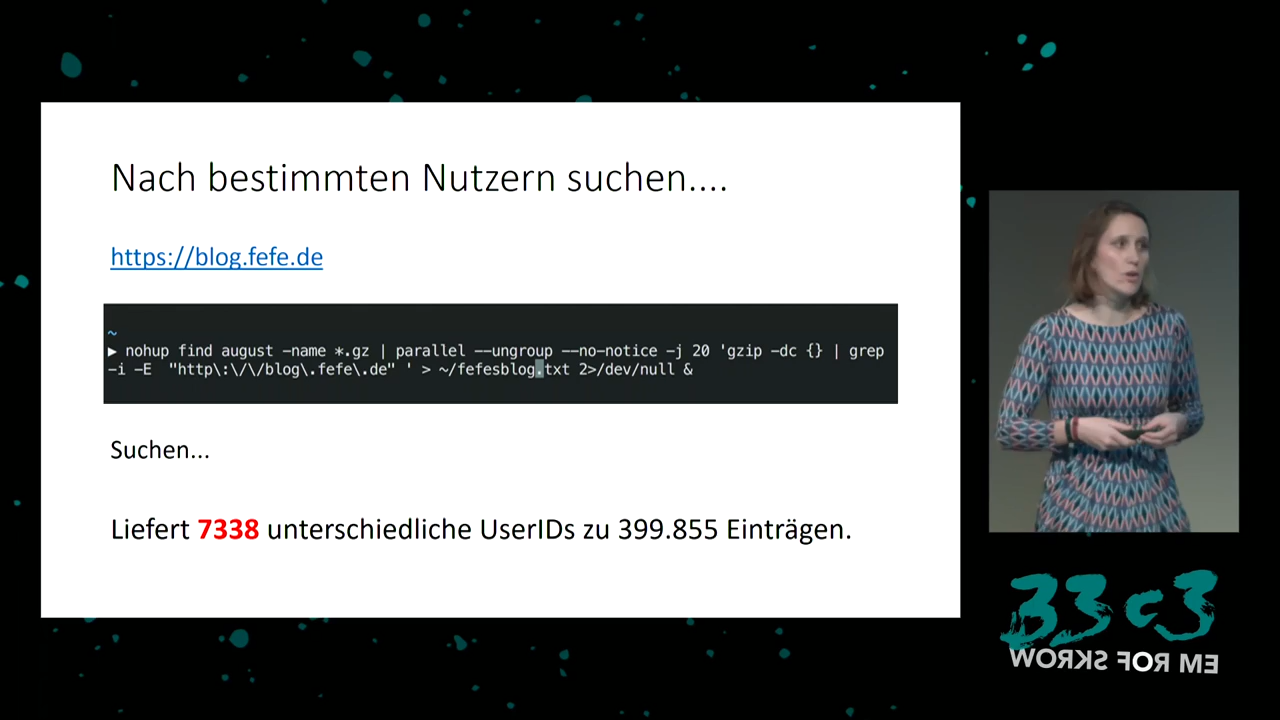 Nach bestimmten Nutzern suchen....
https://blog.fefe.de
~
▶ nohup find august -name *.gz | parallel --ungroup --no-notice -j 20 'gzip -dc {} | grep
-i -E  "http\:\/\/blog\.fefe\.de" ' > ~/fefesblog.txt 2>/dev/null &
Suchen...
Liefert 7338 unterschiedliche UserIDs zu 399.855 Einträgen.
33c3
WORKS FOR ME